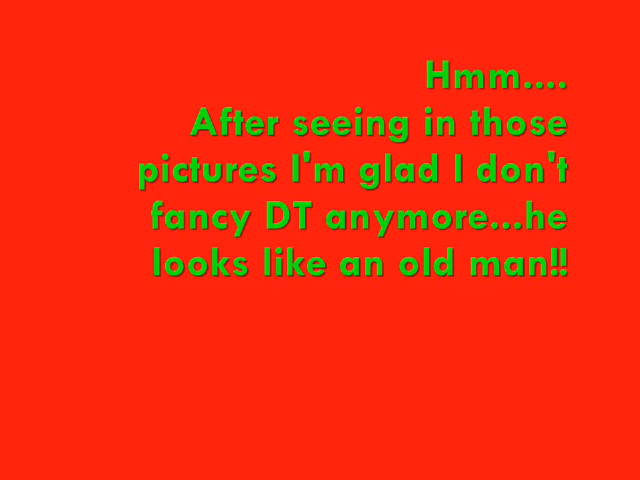 Hmm....
After seeing in those
pictures I'm glad I don't
fancy DT anymore...he
looks like an old man!!